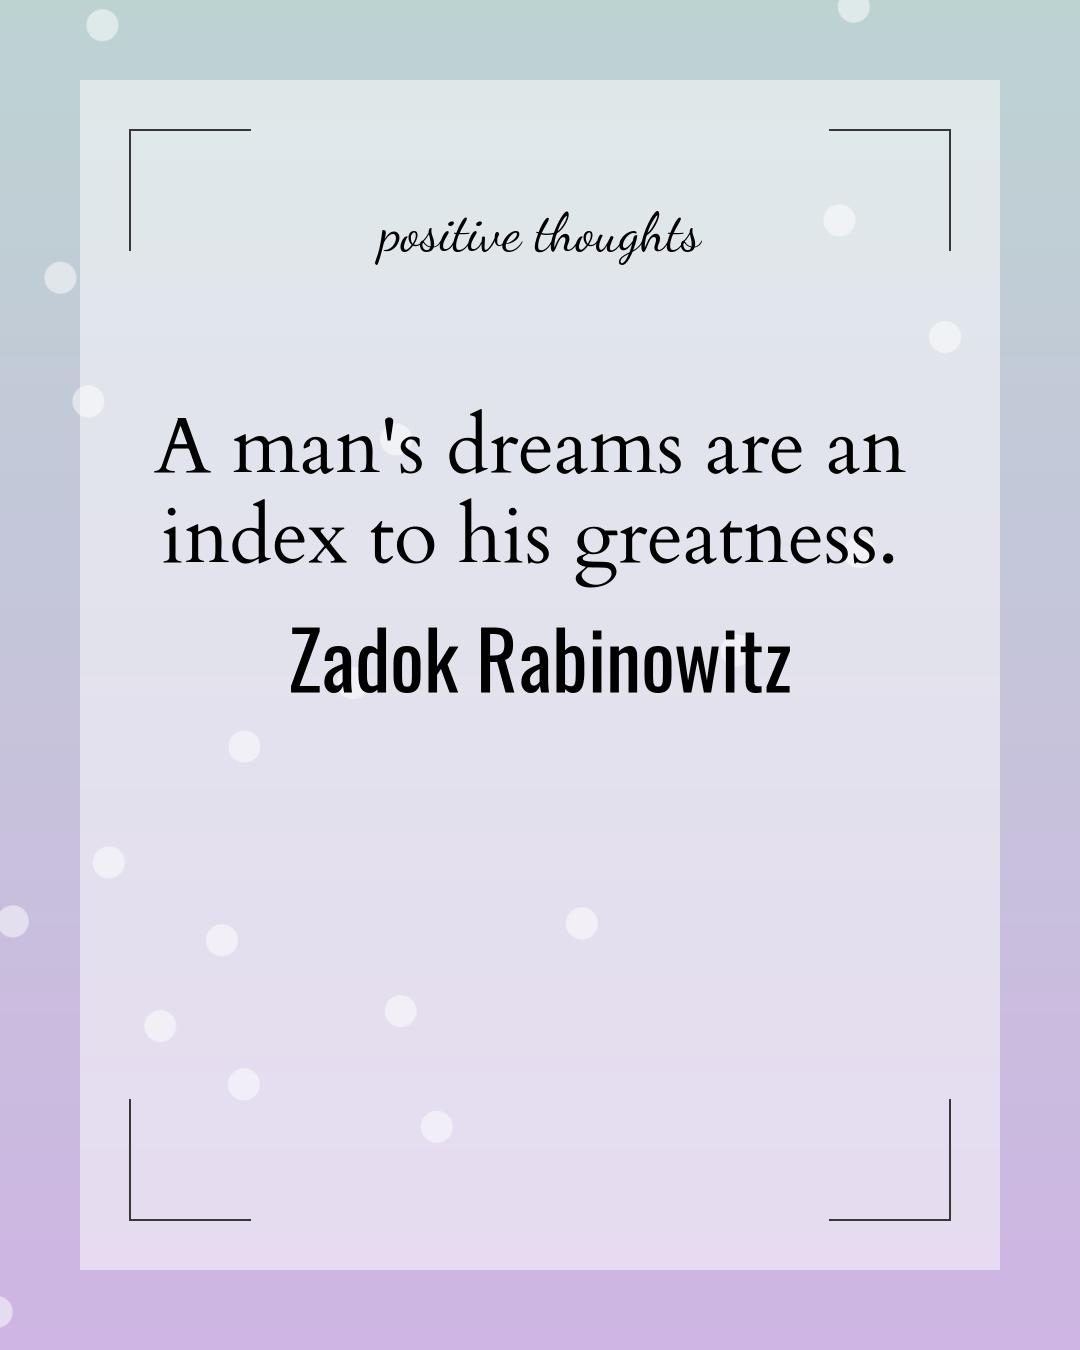 positive thoughts
A man's dreams are an
index to his greatness.
Zadok Rabinowitz